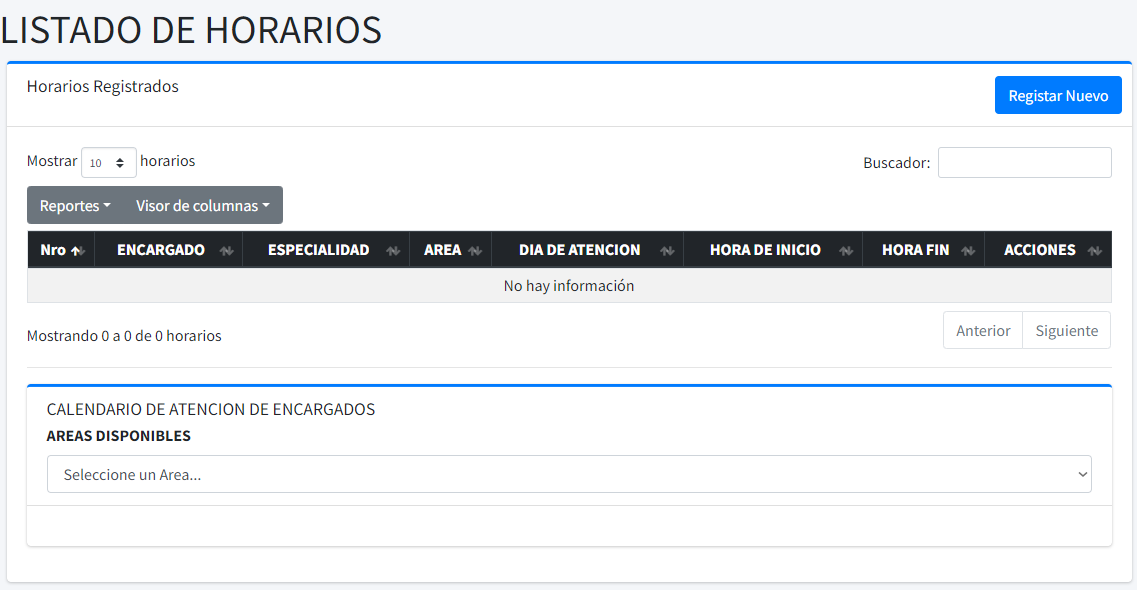 LISTADO DE HORARIOS
Horarios Registrados
Registar Nuevo
Mostrar 10 horarios
Buscador:
Reportes Visor de columnas
Nro ENCARGADO ESPECIALIDAD AREA DIA DE ATENCION HORA DE INICIO HORA FIN ACCIONES
No hay información
Mostrando 0 a 0 de 0 horarios
Anterior Siguiente
CALENDARIO DE ATENCION DE ENCARGADOS
AREAS DISPONIBLES
Seleccione un Area...